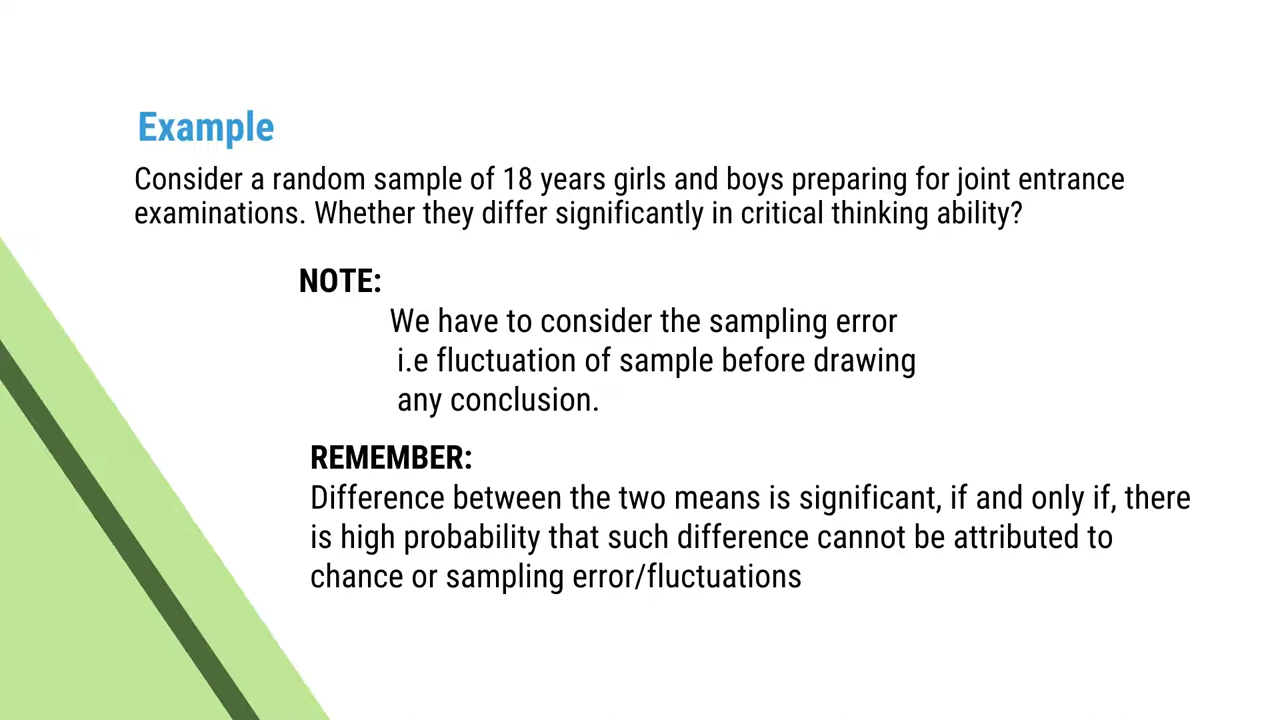 Example
Consider a random sample of 18 years girls and boys preparing for joint entrance
examinations. Whether they differ significantly in critical thinking ability?
NOTE:
We have to consider the sampling error
i.e fluctuation of sample before drawing
any conclusion.
REMEMBER:
Difference between the two means is significant, if and only if, there
is high probability that such difference cannot be attributed to
chance or sampling error/fluctuations